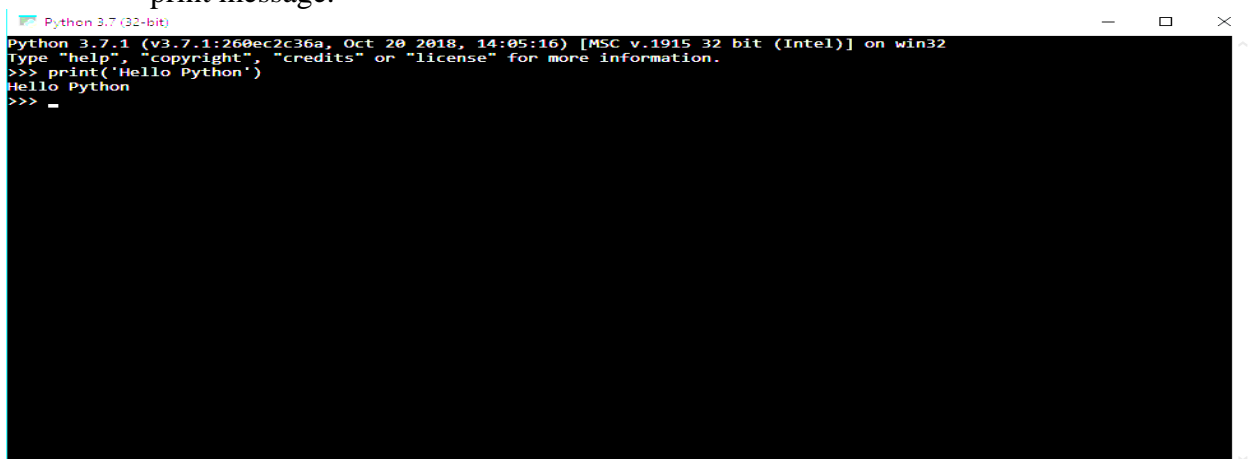 print message.
Python 3.7 (32-bit)
Python 3.7.1 (v3.7.1:260ec2c36a, Oct 20 2018, 14:05:16) [MSC v.1915 32 bit (Intel)] on win32
Type "help", "copyright", "credits" or "license" for more information.
>>> print('Hello Python')
Hello Python
>>> _